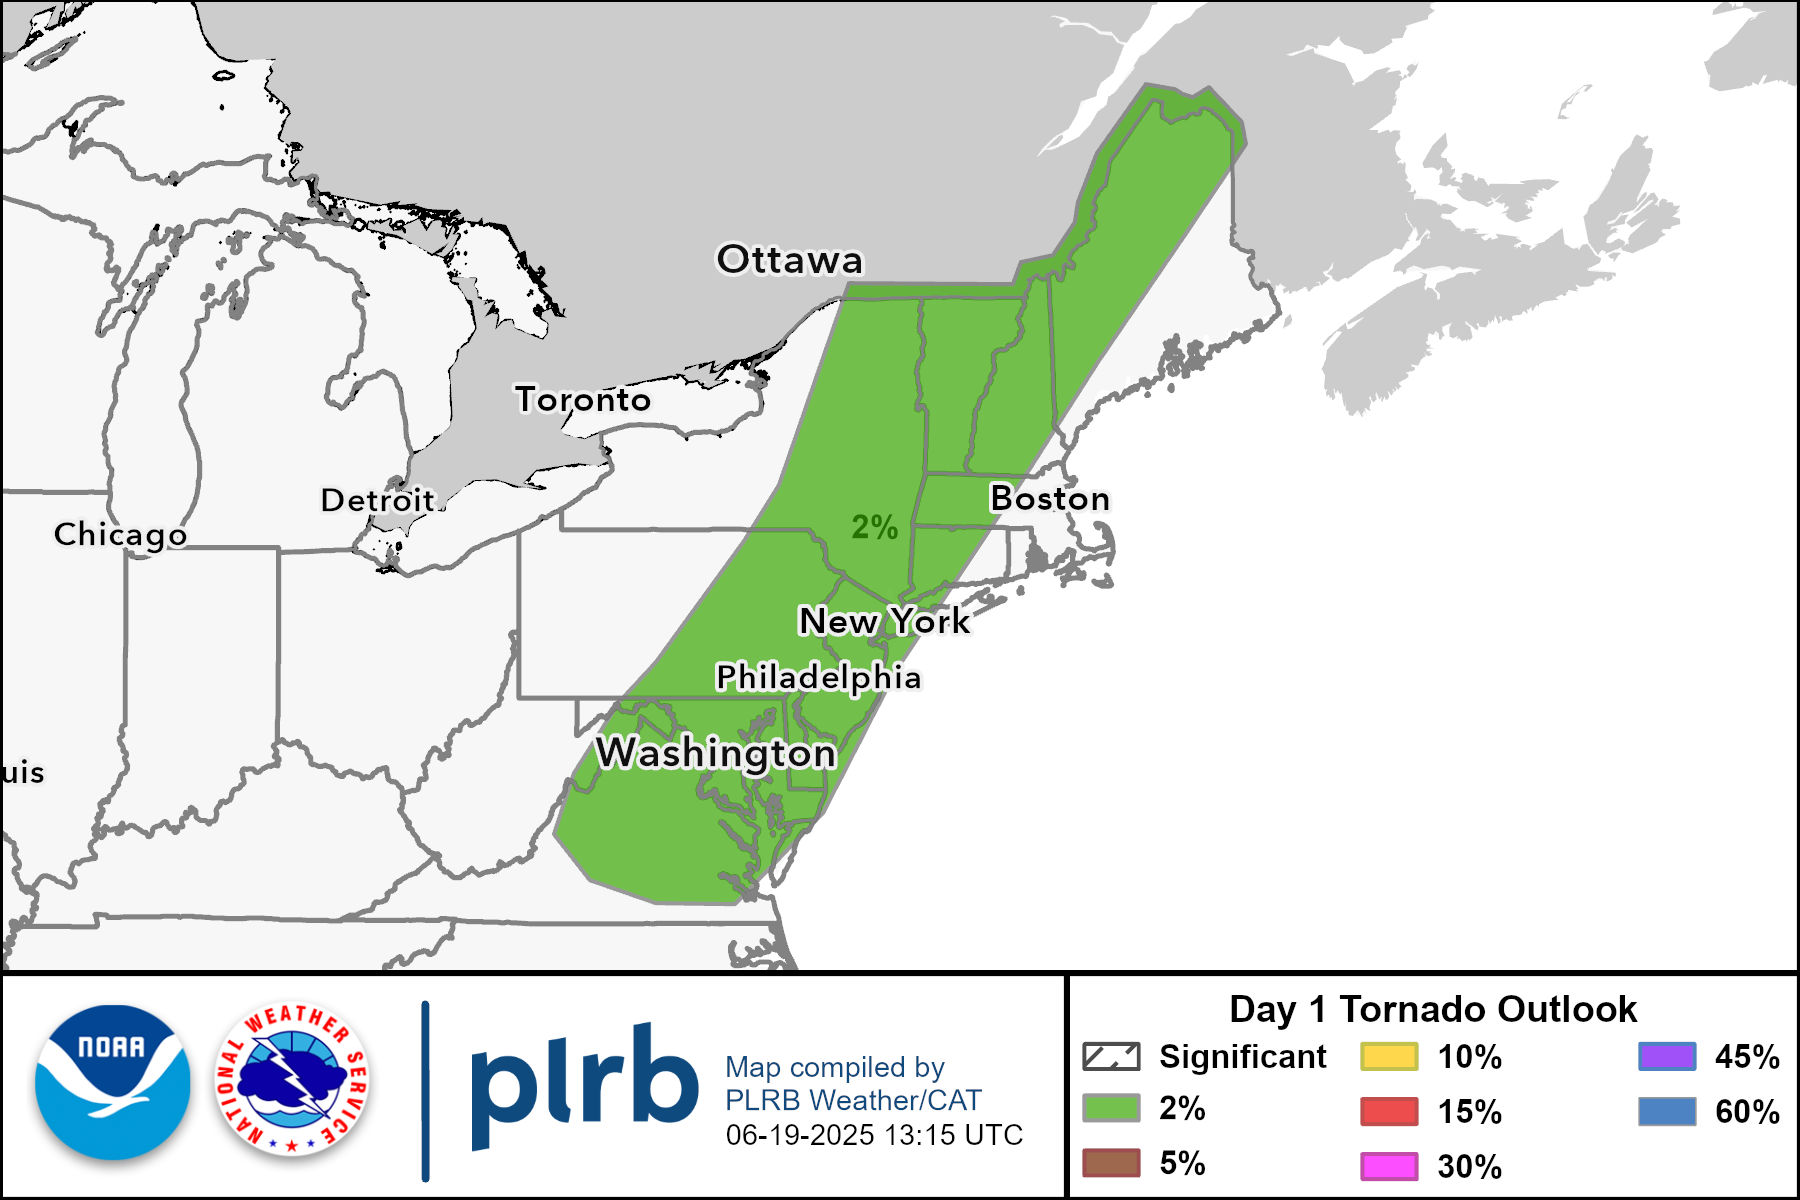 Ottawa
Toronto
Detroit
Boston
Chicago
2%
New York
Philadelphia
Washington
uis
NOAA
NATIONAL WEATHER SERVICE
plrb
Map compiled by
PLRB Weather/CAT
06-19-2025 13:15 UTC
Day 1 Tornado Outlook
Significant
2%
5%
10%
15%
30%
45%
60%